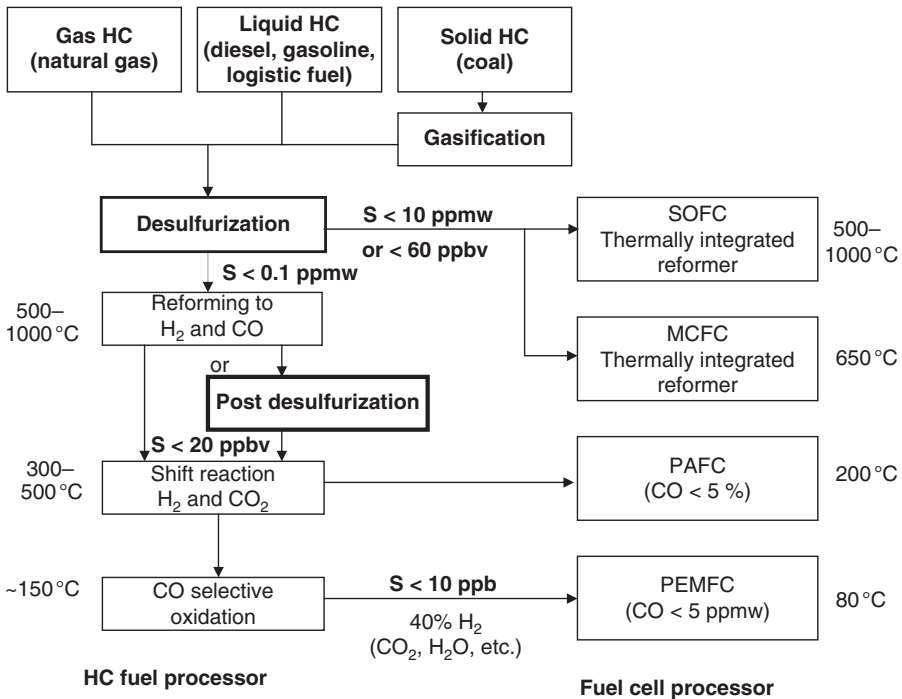 Gas HC
(natural gas)
Liquid HC
(diesel, gasoline,
logistic fuel)
Solid HC
(coal)
Gasification
Desulfurization
S < 10 ppmw
or < 60 ppbv
SOFC
Thermally integrated
reformer
500–
1000 °C
S < 0.1 ppmw
500–
1000 °C
Reforming to
H₂ and CO
MCFC
Thermally integrated
reformer
650 °C
or
Post desulfurization
S < 20 ppbv
300–
500 °C
Shift reaction
H₂ and CO₂
PAFC
(CO < 5 %)
200 °C
~150 °C
CO selective
oxidation
S < 10 ppb
40% H₂
(CO₂, H₂O, etc.)
PEMFC
(CO < 5 ppmw)
80 °C
HC fuel processor
Fuel cell processor